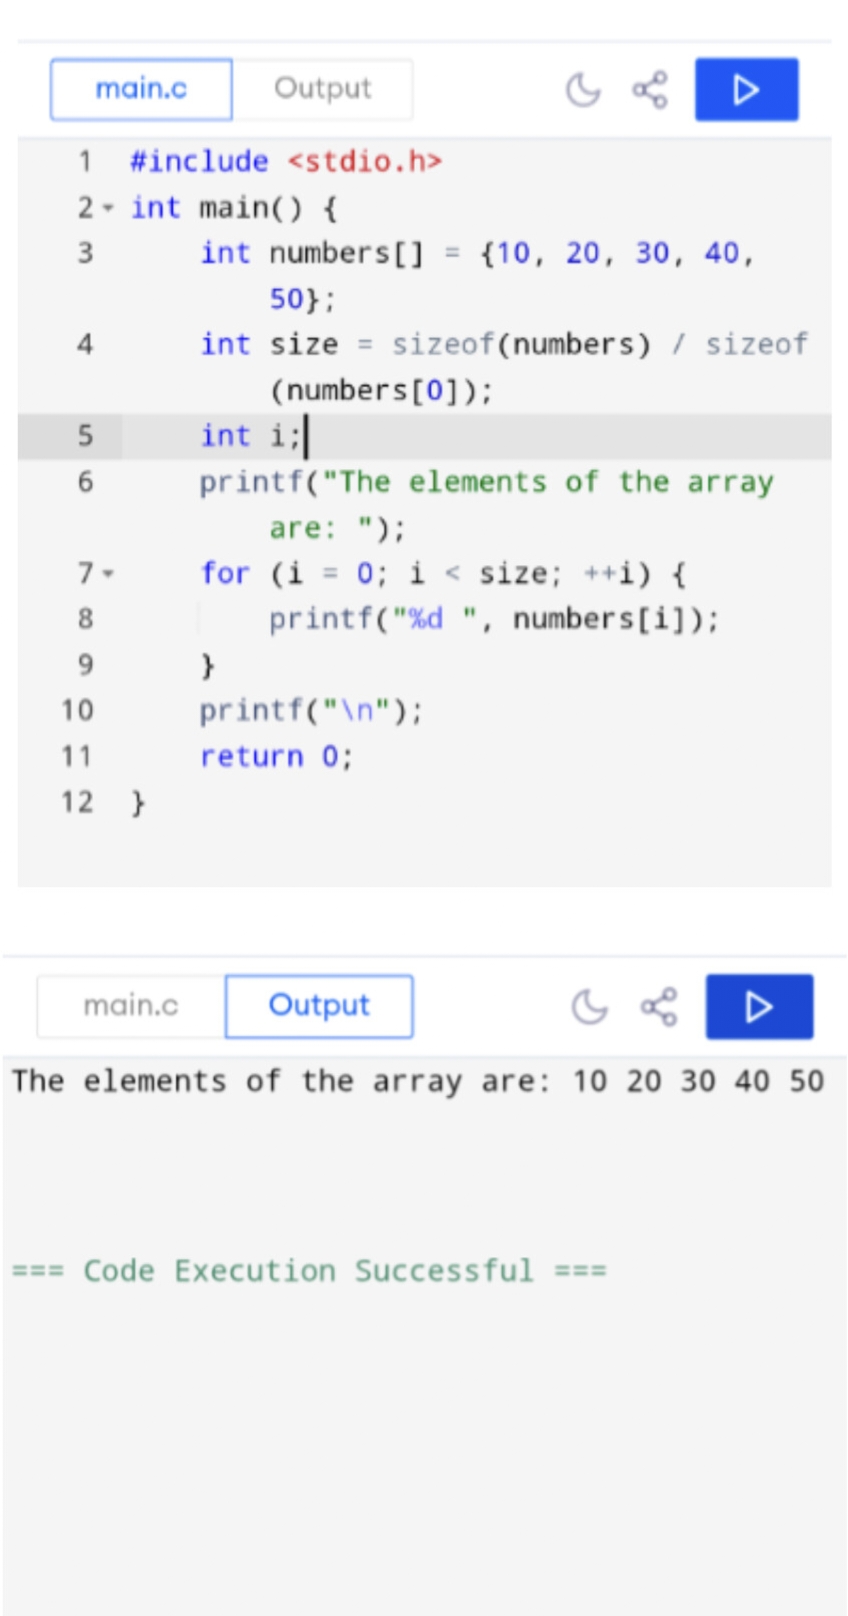 main.c Output
1 #include <stdio.h>
2 int main() {
3     int numbers[] = {10, 20, 30, 40,
        50};
4     int size = sizeof(numbers) / sizeof
        (numbers[0]);
5     int i;
6     printf("The elements of the array
        are: ");
7     for (i = 0; i < size; ++i) {
8         printf("%d ", numbers[i]);
9     }
10     printf("\n");
11     return 0;
12 }
main.c Output
The elements of the array are: 10 20 30 40 50
=== Code Execution Successful ===